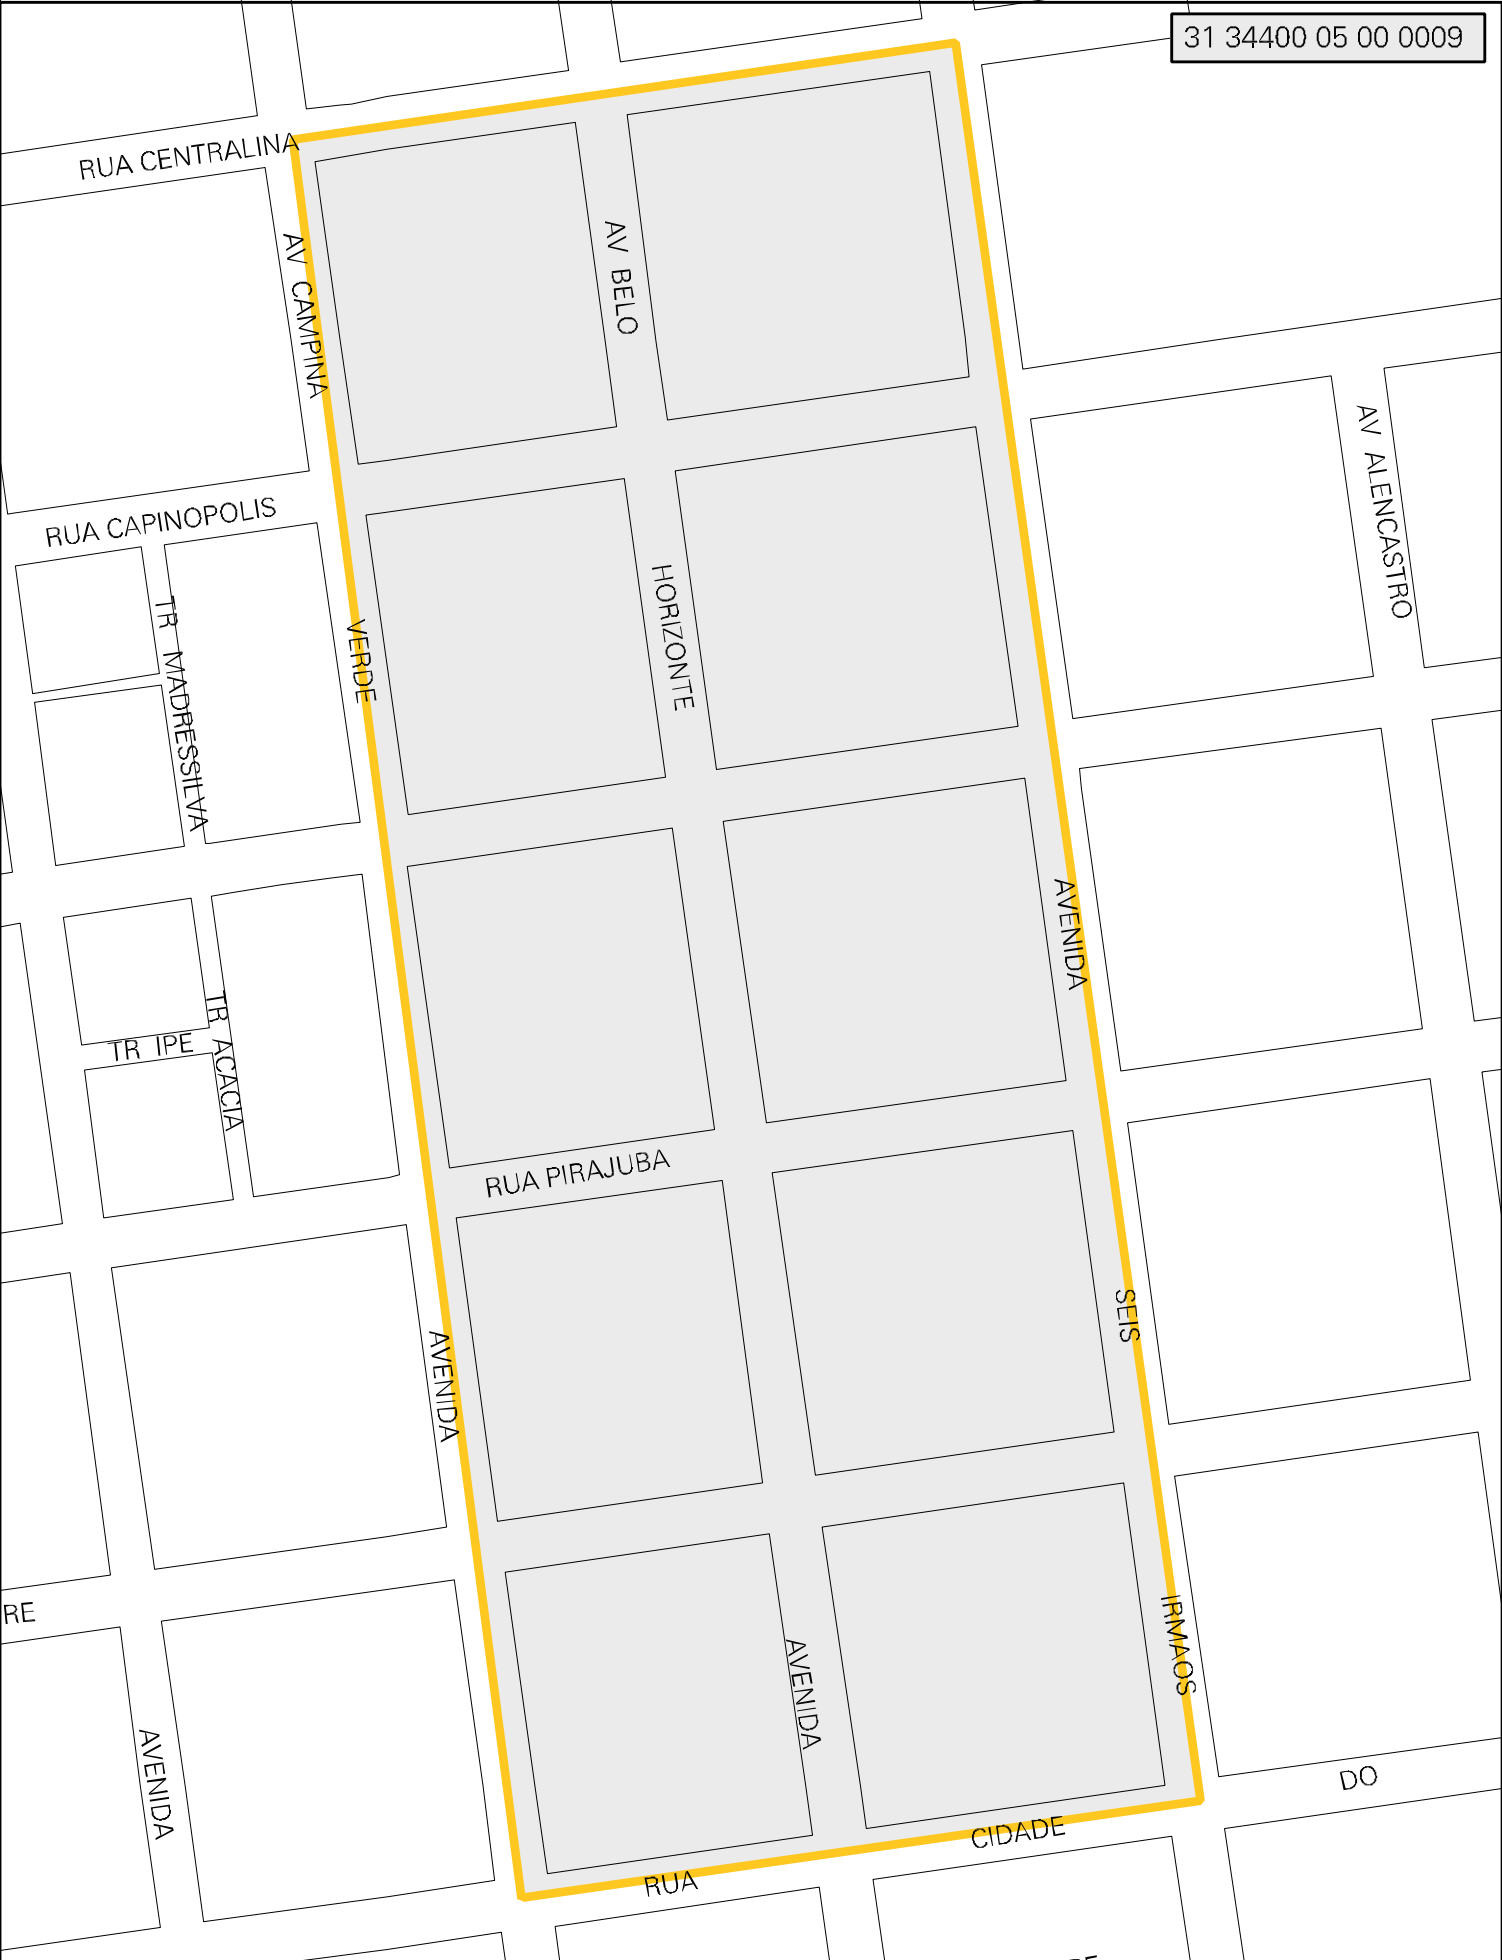 31 34400 05 00 0009
RUA CENTRALINA
AV CAMPINA
AV BELO
AV ALENCASTRO
RUA CAPINOPOLIS
HORIZONTE
TR MADRESSILVA
VERDE
AVENIDA
TR IPE
TR ACACIA
RUA PIRAJUBA
SEIS
AVENIDA
RE
IRMAOS
AVENIDA
AVENIDA
DO
CIDADE
RUA